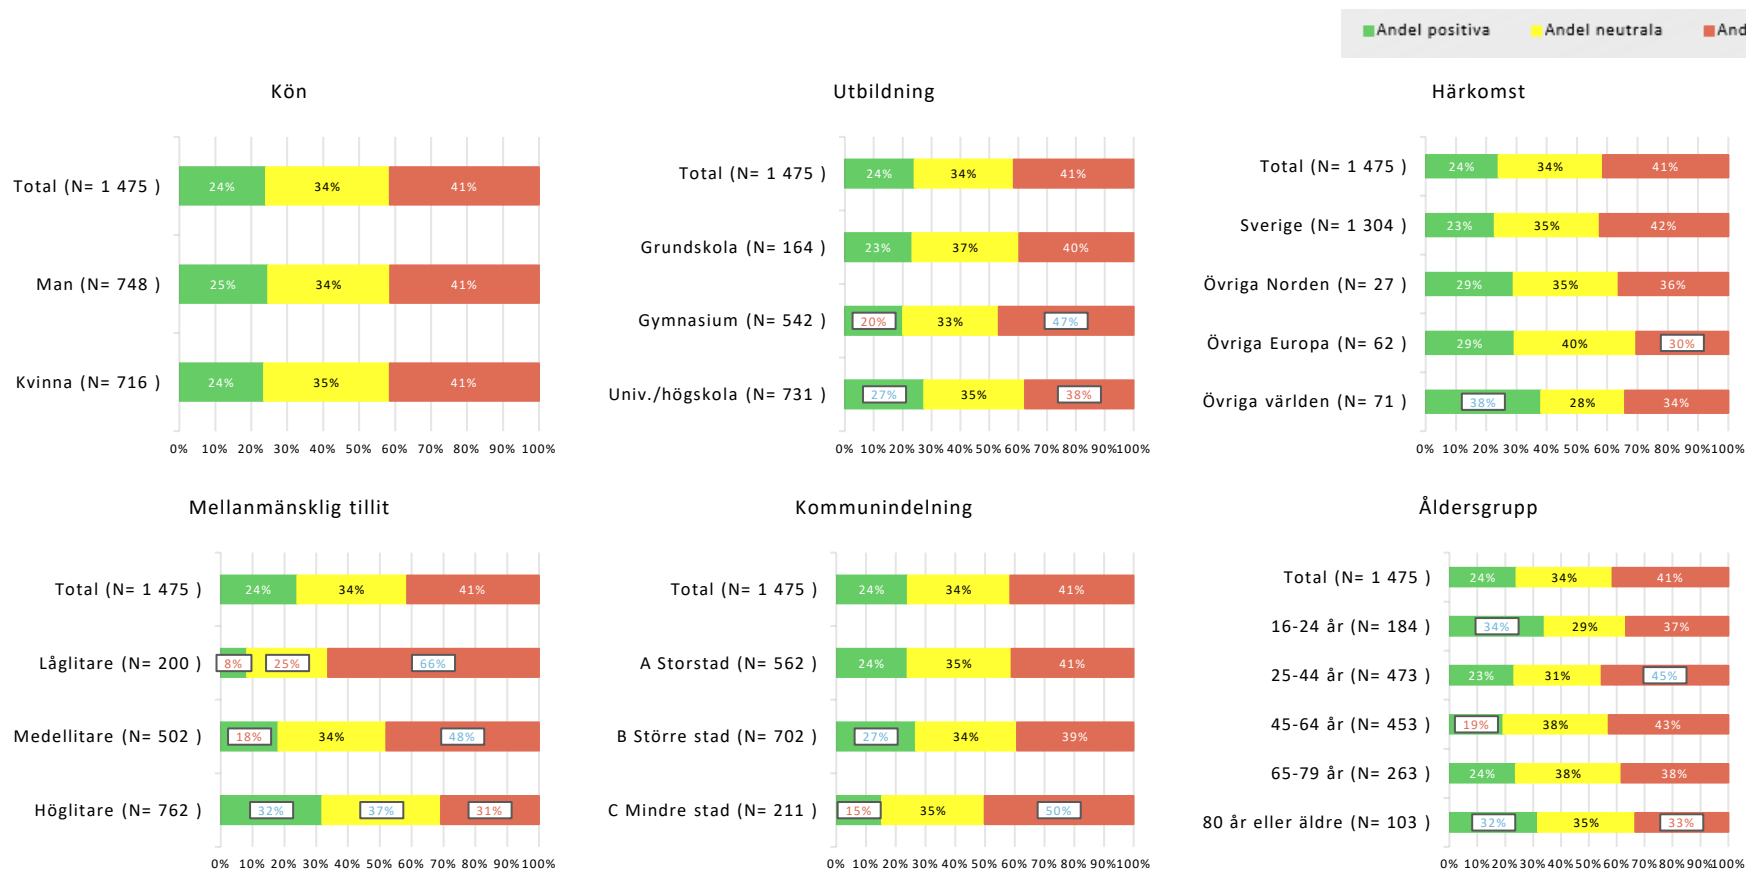 Andel positiva Andel neutrala And
Kön
Total (N= 1 475 ) 24% 34% 41%
Man (N= 748 ) 25% 34% 41%
Kvinna (N= 716 ) 24% 35% 41%
0% 10% 20% 30% 40% 50% 60% 70% 80% 90% 100%
Utbildning
Total (N= 1 475 ) 24% 34% 41%
Grundskola (N= 164 ) 23% 37% 40%
Gymnasium (N= 542 ) 20% 33% 47%
Univ./högskola (N= 731 ) 27% 35% 38%
0% 10% 20% 30% 40% 50% 60% 70% 80% 90%100%
Härkomst
Total (N= 1 475 ) 24% 34% 41%
Sverige (N= 1 304 ) 23% 35% 42%
Övriga Norden (N= 27 ) 29% 35% 36%
Övriga Europa (N= 62 ) 29% 40% 30%
Övriga världen (N= 71 ) 38% 28% 34%
0% 10% 20% 30% 40% 50% 60% 70% 80% 90%100%
Mellanmänsklig tillit
Total (N= 1 475 ) 24% 34% 41%
Låglitare (N= 200 ) 8% 25% 66%
Medellitare (N= 502 ) 18% 34% 48%
Höglitare (N= 762 ) 32% 37% 31%
0% 10% 20% 30% 40% 50% 60% 70% 80% 90% 100%
Kommunindelning
Total (N= 1 475 ) 24% 34% 41%
A Storstad (N= 562 ) 24% 35% 41%
B Större stad (N= 702 ) 27% 34% 39%
C Mindre stad (N= 211 ) 15% 35% 50%
0% 10% 20% 30% 40% 50% 60% 70% 80% 90%100%
Åldersgrupp
Total (N= 1 475 ) 24% 34% 41%
16-24 år (N= 184 ) 34% 29% 37%
25-44 år (N= 473 ) 23% 31% 45%
45-64 år (N= 453 ) 19% 38% 43%
65-79 år (N= 263 ) 24% 38% 38%
80 år eller äldre (N= 103 ) 32% 35% 33%
0% 10%20%30%40%50%60%70%80%90%100%